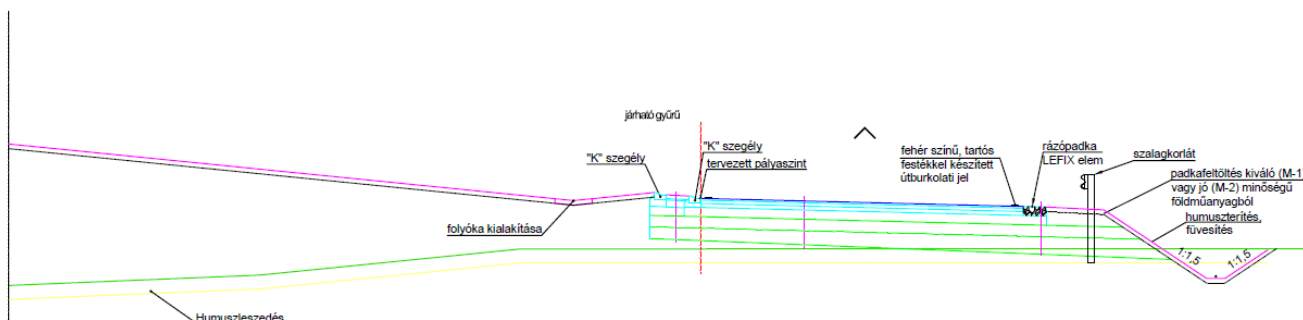 járható gyűrű
"K" szegély
"K" szegély
tervezett pályaszint
fehér színű, tartós
festékkel készített
útburkolati jel
rázópadka
LEFIX elem
szalagkorlát
padkafeltöltés kiváló (M-1)
vagy jó (M-2) minőségű
földműanyagból
humuszterítés,
füvesítés
folyóka kialakítása
1:1,5
1:1,5
Humuszleszedés